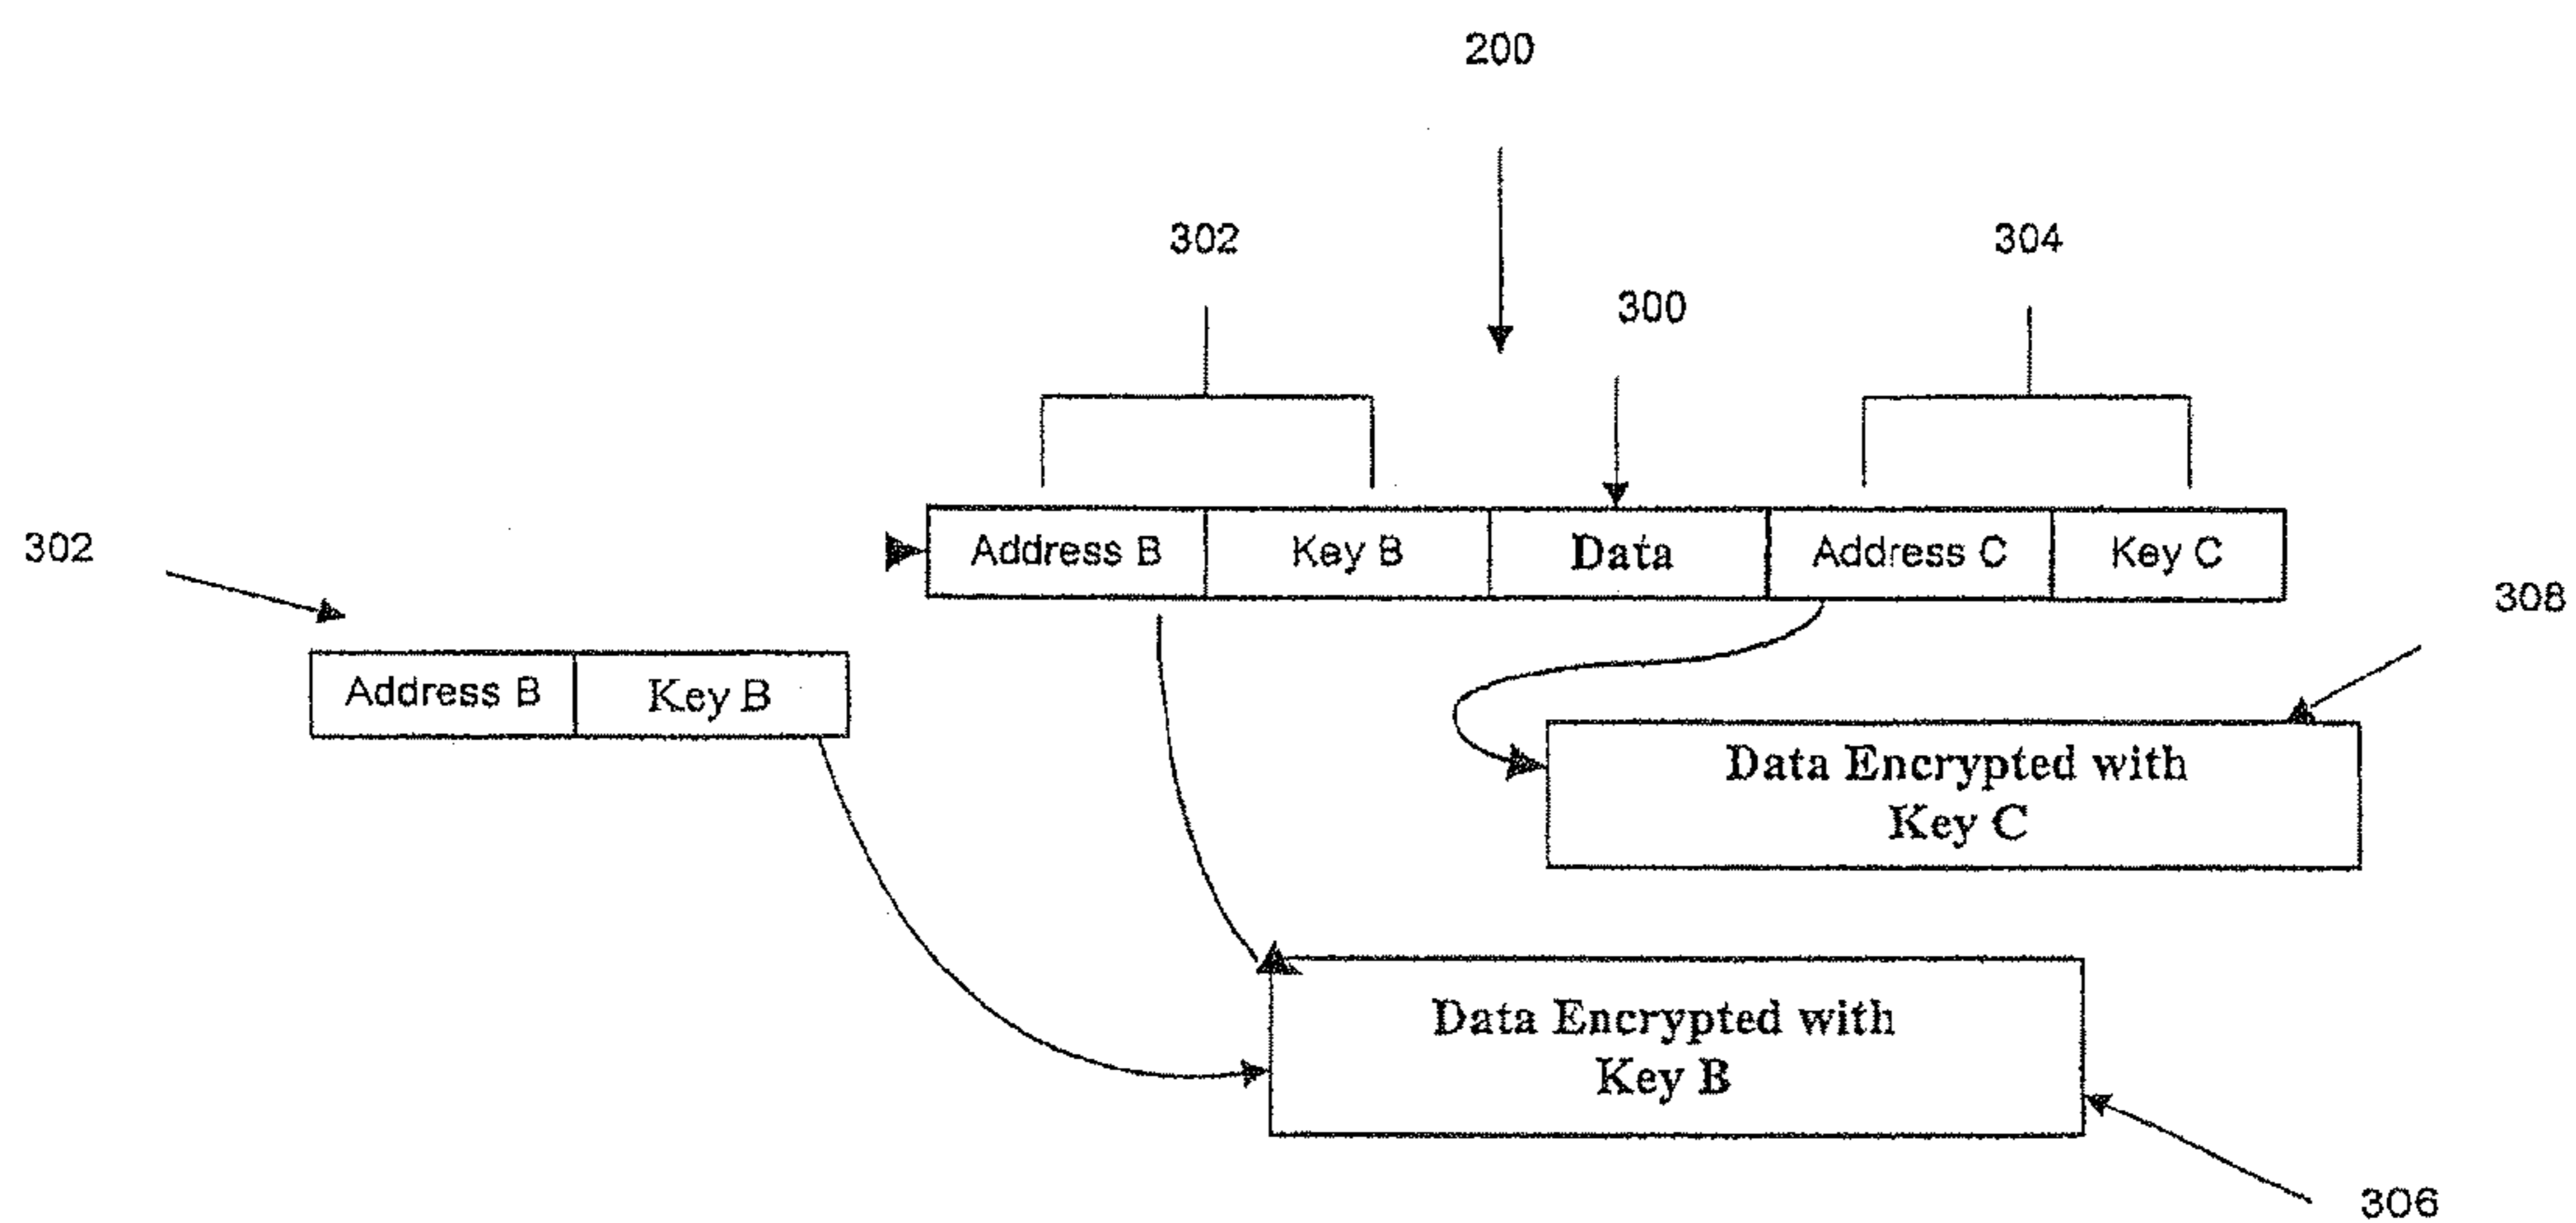 200
302
304
300
Address B
Key B
Data
Address C
Key C
302
308
Address B
Key B
Data Encrypted with
Key C
Data Encrypted with
Key B
306